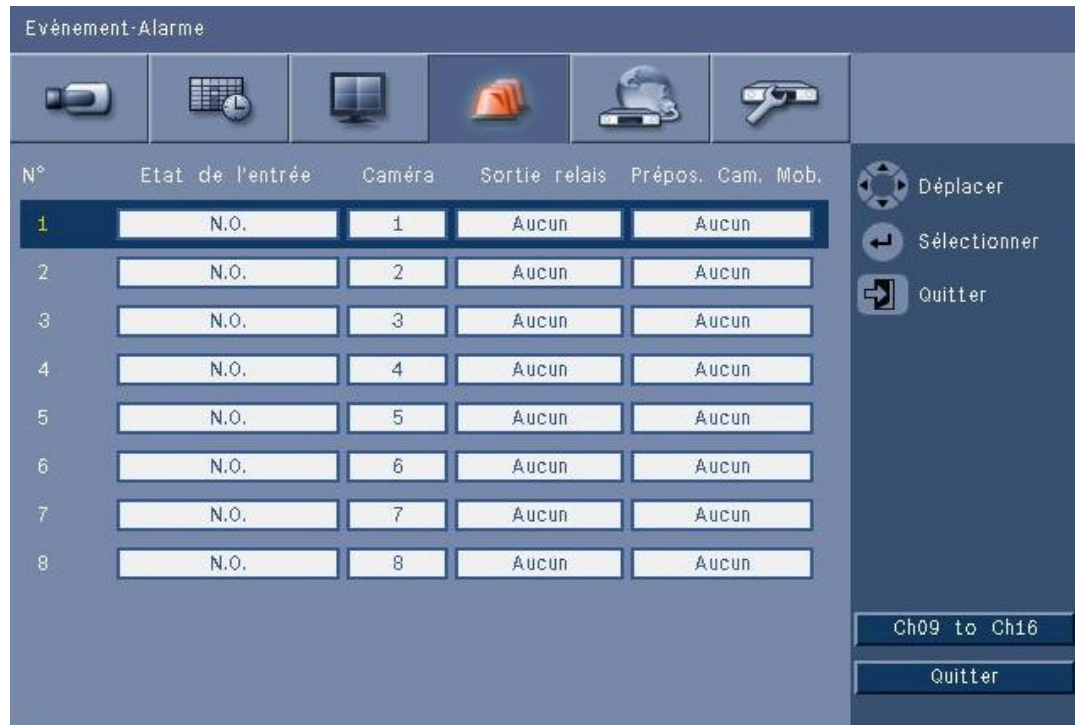 Evénement-Alarme
N° Etat de l'entrée Caméra Sortie relais Prépos. Cam. Mob.
1 N.O. 1 Aucun Aucun
2 N.O. 2 Aucun Aucun
3 N.O. 3 Aucun Aucun
4 N.O. 4 Aucun Aucun
5 N.O. 5 Aucun Aucun
6 N.O. 6 Aucun Aucun
7 N.O. 7 Aucun Aucun
8 N.O. 8 Aucun Aucun
Déplacer
Sélectionner
Quitter
Ch09 to Ch16
Quitter